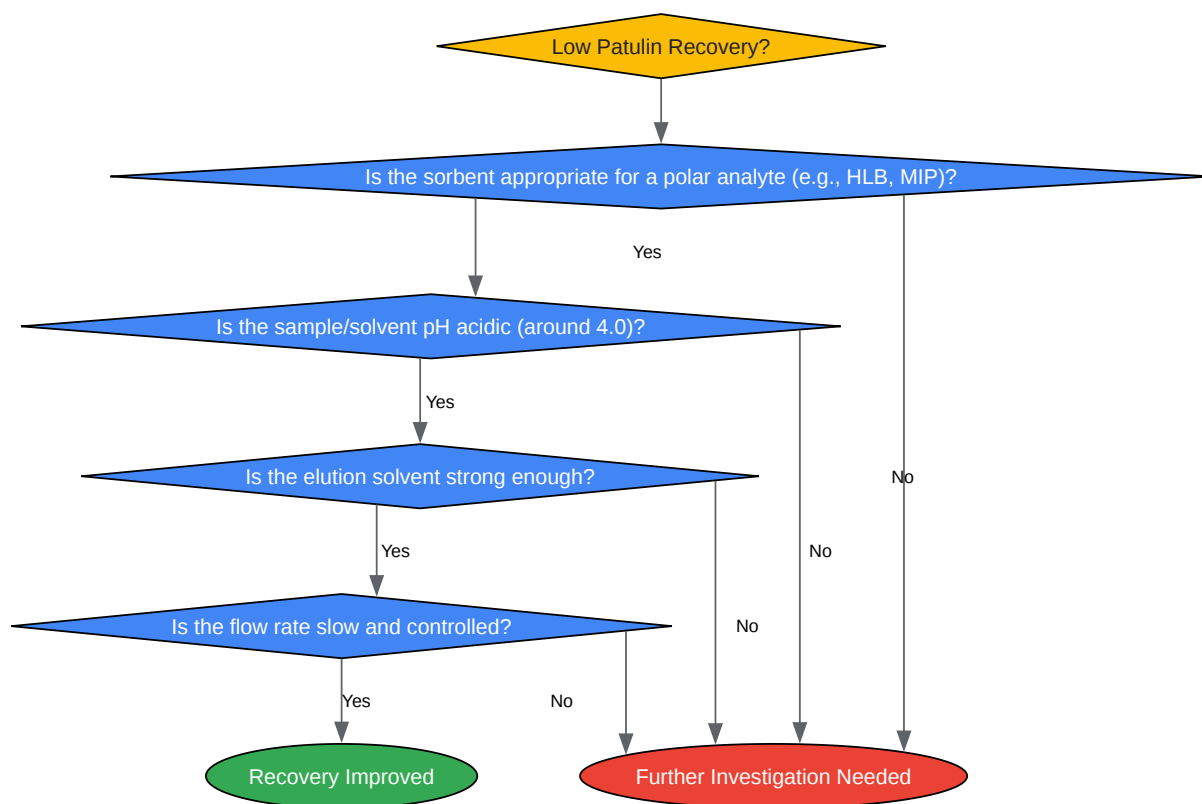 Low Patulin Recovery?
Is the sorbent appropriate for a polar analyte (e.g., HLB, MIP)?
Yes
Is the sample/solvent pH acidic (around 4.0)?
Yes
Is the elution solvent strong enough?
No
Yes
No
Is the flow rate slow and controlled?
No
Yes
No
Recovery Improved
Further Investigation Needed